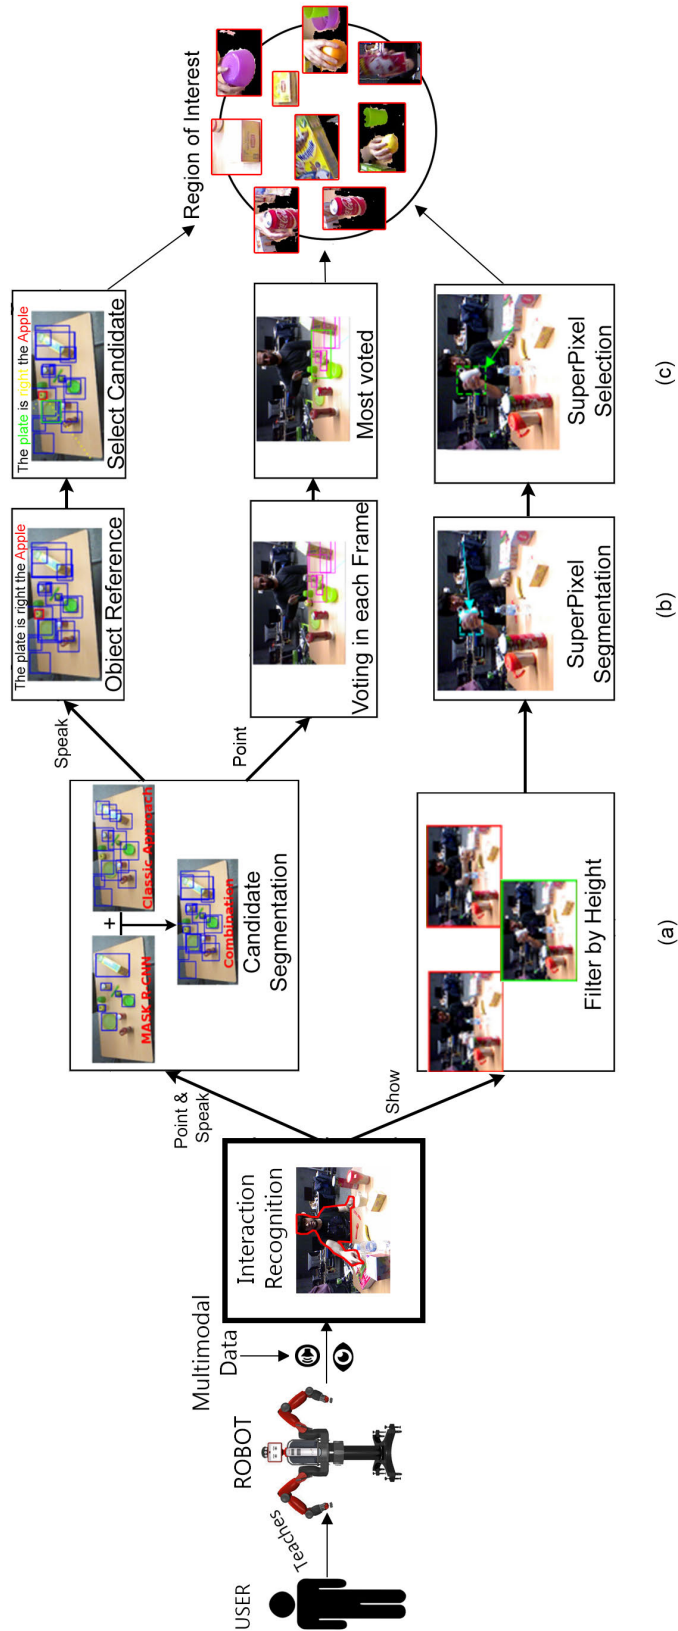 USER
Teaches
ROBOT
Multimodal
Data
Interaction
Recognition
Point &
Speak
Show
MASK R-CNN
+
Classic Approach
Combination
Candidate
Segmentation
Filter by Height
(a)
Speak
Point
The plate is right the Apple
Object Reference
Voting in each Frame
SuperPixel
Segmentation
(b)
The plate is right the Apple
Select Candidate
Most voted
SuperPixel
Selection
(c)
Region of Interest